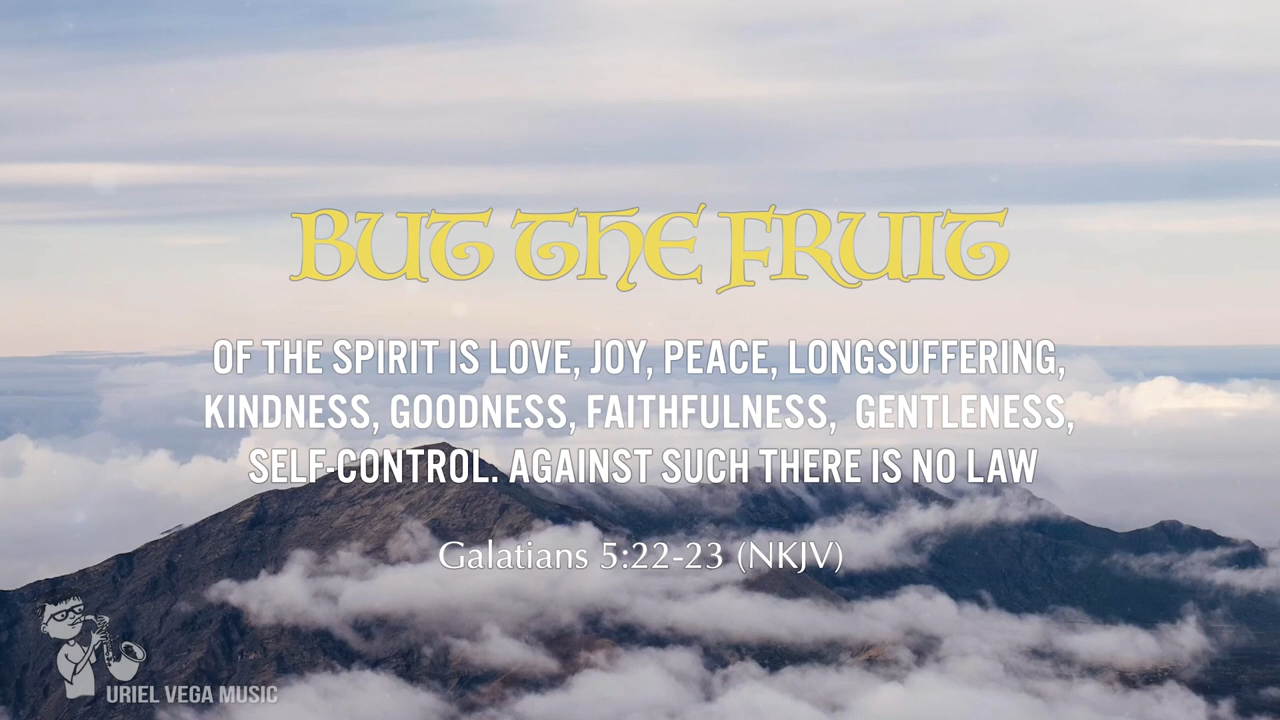 BUT THE FRUIT
OF THE SPIRIT IS LOVE, JOY, PEACE, LONGSUFFERING,
KINDNESS, GOODNESS, FAITHFULNESS, GENTLENESS,
SELF-CONTROL. AGAINST SUCH THERE IS NO LAW
Galatians 5:22-23 (NKJV)
URIEL VEGA MUSIC